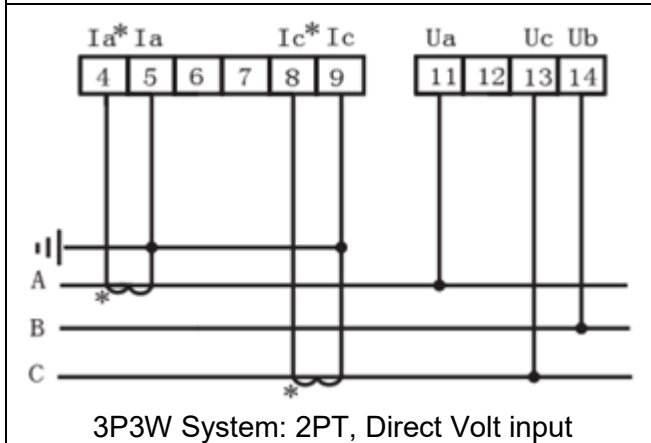 Ia* Ia Ic* Ic Ua Uc Ub
4 5 6 7 8 9 11 12 13 14
A
*
B
C
*
3P3W System: 2PT, Direct Volt input